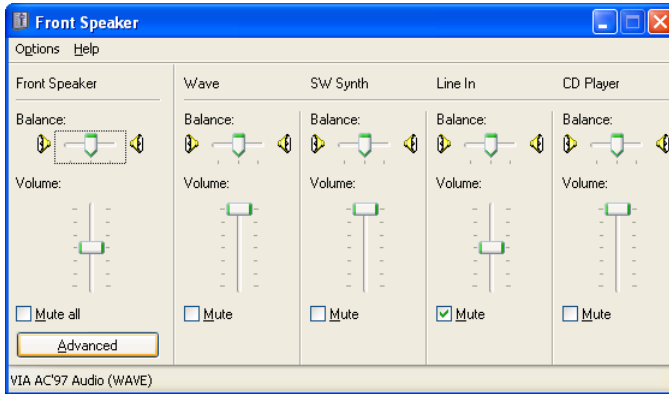 Front Speaker
Options Help
Front Speaker Wave SW Synth Line In CD Player
Balance: Balance: Balance: Balance: Balance:
Volume: Volume: Volume: Volume: Volume:
Mute all Mute Mute Mute Mute
Advanced
VIA AC'97 Audio (WAVE)